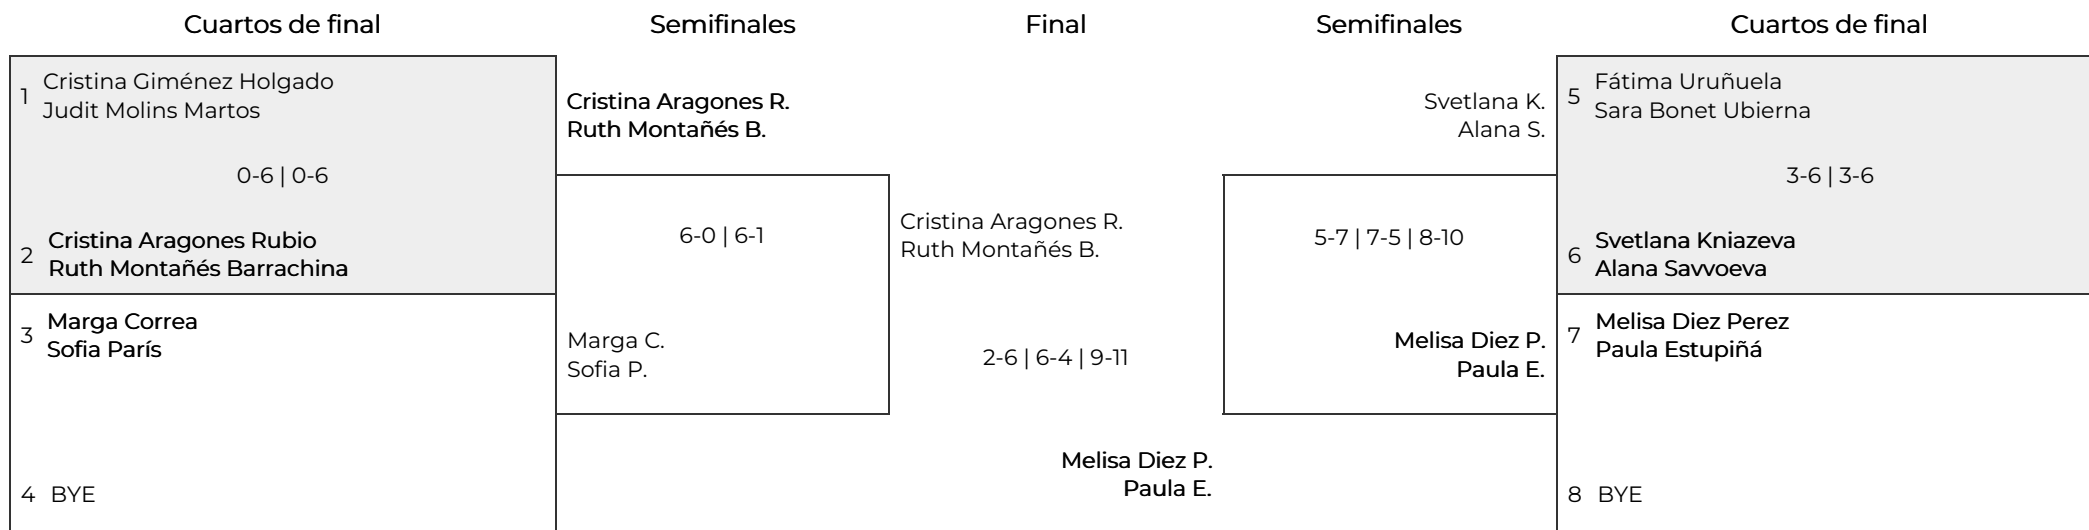 Cuartos de final
Semifinales
Final
Semifinales
Cuartos de final
1
Cristina Giménez Holgado
Judit Molins Martos
0-6 | 0-6
2
Cristina Aragones Rubio
Ruth Montañés Barrachina
3
Marga Correa
Sofia París
4 BYE
Cristina Aragones R.
Ruth Montañés B.
6-0 | 6-1
Marga C.
Sofia P.
Cristina Aragones R.
Ruth Montañés B.
2-6 | 6-4 | 9-11
Melisa Diez P.
Paula E.
Svetlana K.
Alana S.
5-7 | 7-5 | 8-10
Melisa Diez P.
Paula E.
5
Fátima Uruñuela
Sara Bonet Ubierna
3-6 | 3-6
6
Svetlana Kniazeva
Alana Savvoeva
7
Melisa Diez Perez
Paula Estupiñá
8 BYE